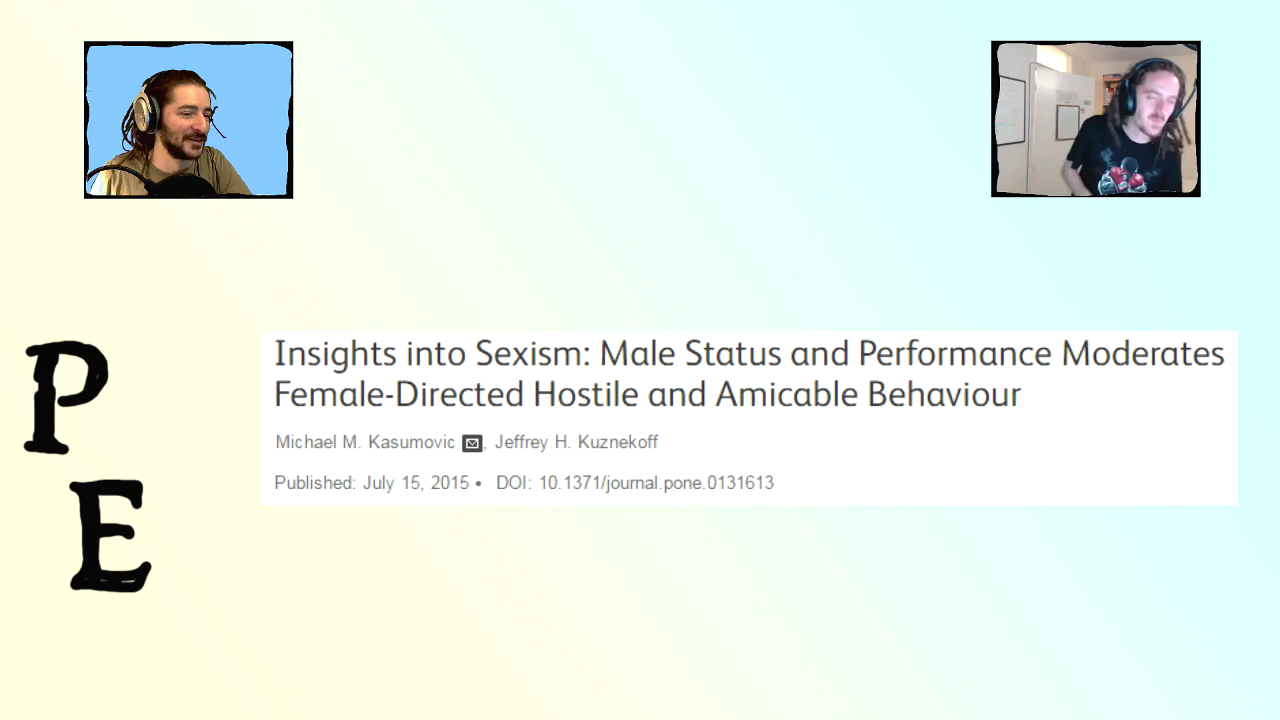 P
E
Insights into Sexism: Male Status and Performance Moderates
Female-Directed Hostile and Amicable Behaviour
Michael M. Kasumovic , Jeffrey H. Kuznekoff
Published: July 15, 2015 • DOI: 10.1371/journal.pone.0131613